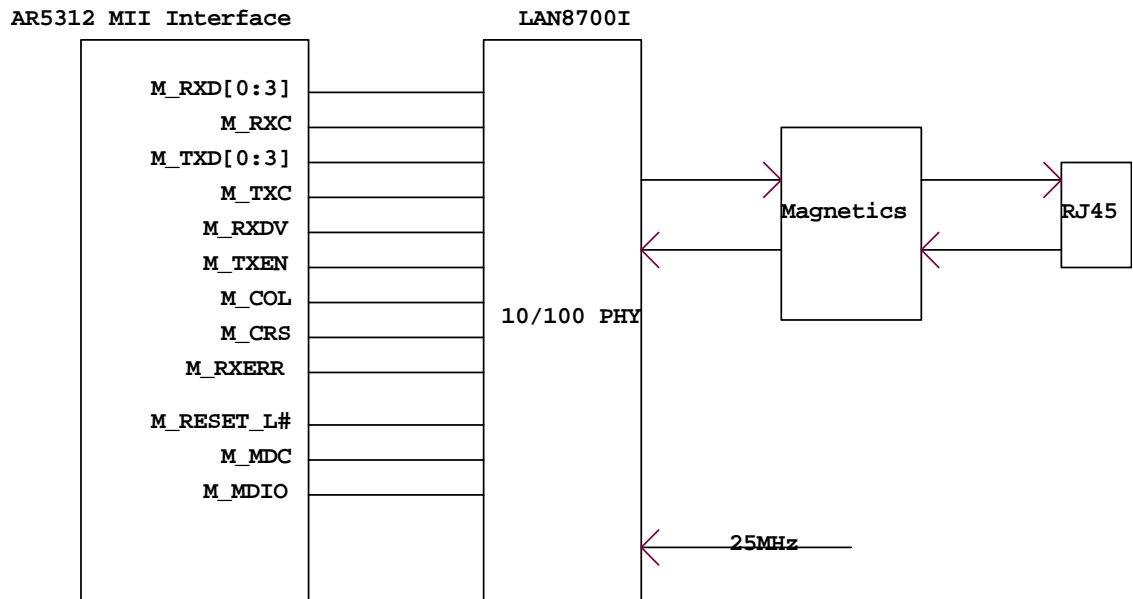 AR5312 MII Interface
LAN8700I
M_RXD[0:3]
M_RXC
M_TXD[0:3]
M_TXC
M_RXDV
M_TXEN
M_COL
M_CRS
M_RXERR
M_RESET_L#
M_MDC
M_MDIO
10/100 PHY
Magnetics
RJ45
25MHz